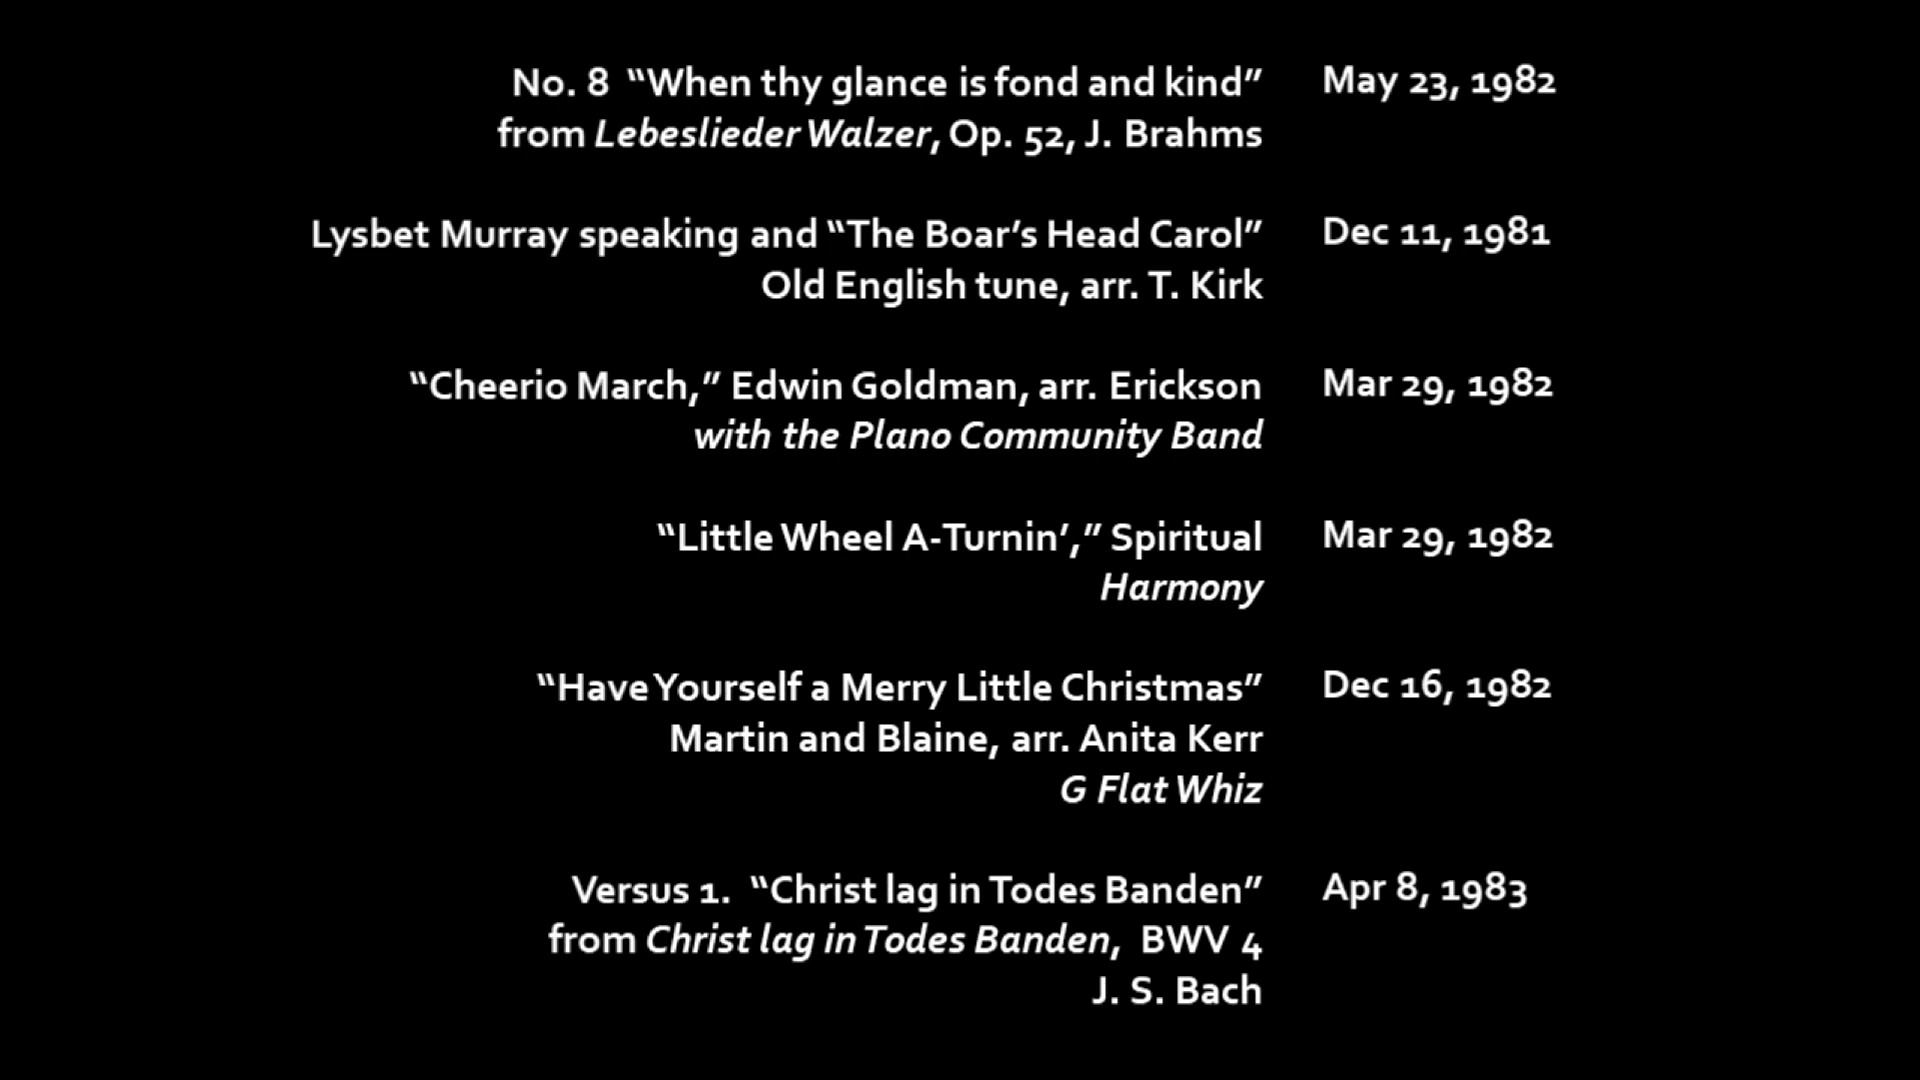 No. 8 “When thy glance is fond and kind” May 23, 1982
from Lebeslieder Walzer, Op. 52, J. Brahms
Lysbet Murray speaking and “The Boar’s Head Carol” Dec 11, 1981
Old English tune, arr. T. Kirk
“Cheerio March,” Edwin Goldman, arr. Erickson Mar 29, 1982
with the Plano Community Band
“Little Wheel A-Turnin’,” Spiritual Mar 29, 1982
Harmony
“Have Yourself a Merry Little Christmas” Dec 16, 1982
Martin and Blaine, arr. Anita Kerr
G Flat Whiz
Versus 1. “Christ lag in Todes Banden” Apr 8, 1983
from Christ lag in Todes Banden, BWV 4
J. S. Bach